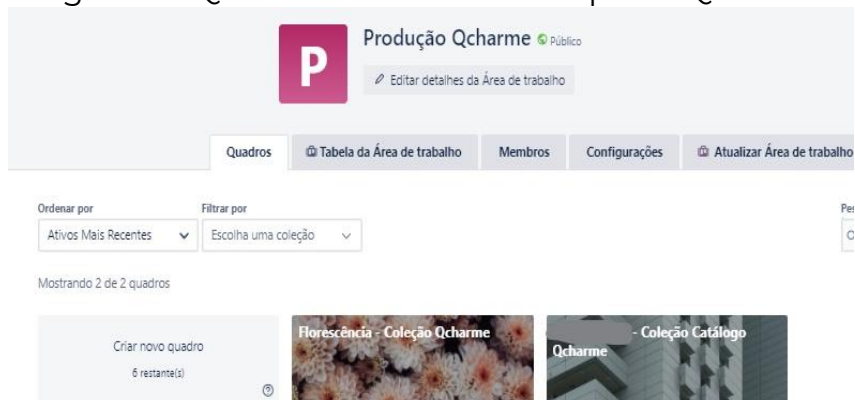 P
Produção Qcharme Público
Editar detalhes da Área de trabalho
Quadros
Tabela da Área de trabalho
Membros
Configurações
Atualizar Área de trabalho
Ordenar por
Filtrar por
Ativos Mais Recentes
Escolha uma coleção
Mostrando 2 de 2 quadros
Criar novo quadro
6 restante(s)
Florescência - Coleção Qcharme
- Coleção Catálogo
Qcharme